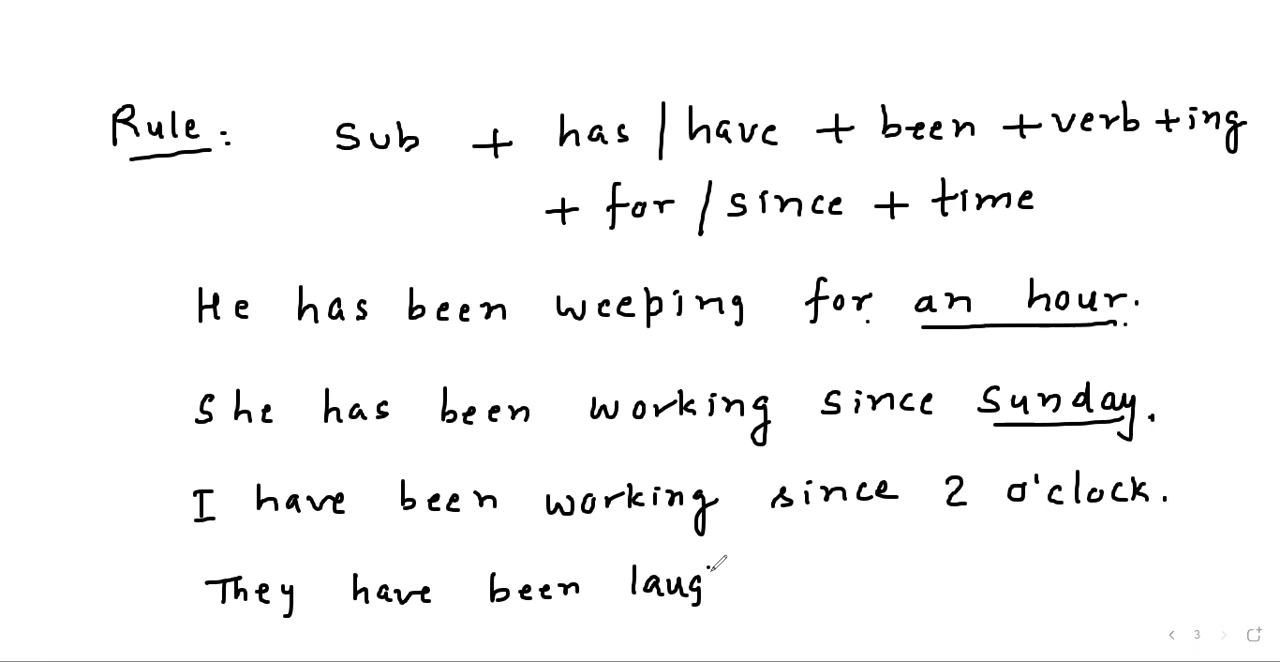 Rule: Sub + has / have + been + verb + ing
+ for / since + time
He has been weeping for an hour.
She has been working since Sunday.
I have been working since 2 o'clock.
They have been laug
3